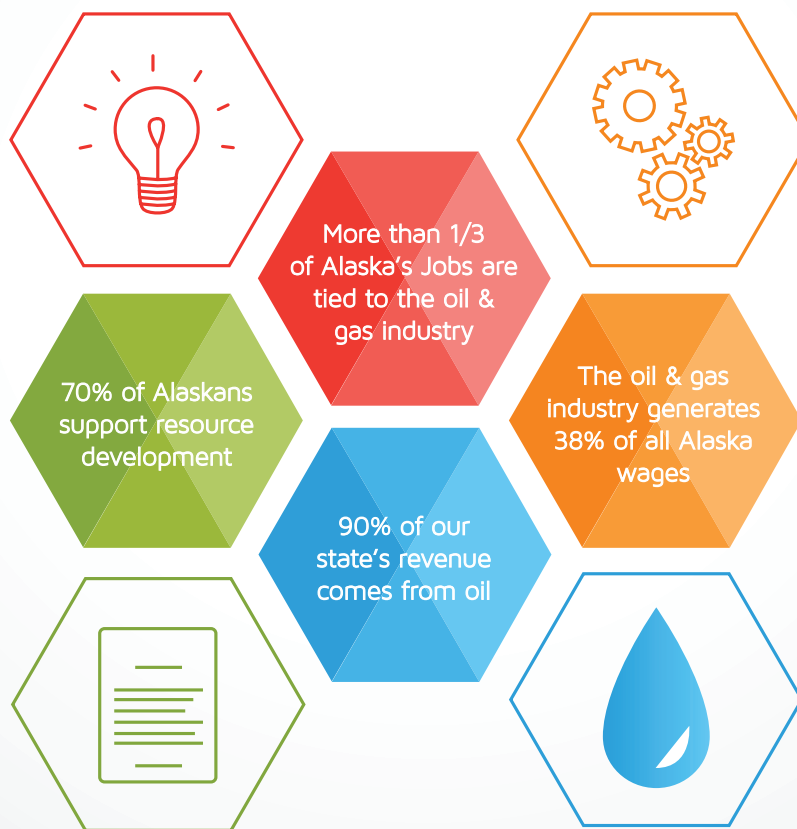 More than 1/3
of Alaska's Jobs are
tied to the oil &
gas industry
70% of Alaskans
support resource
development
The oil & gas
industry generates
38% of all Alaska
wages
90% of our
state's revenue
comes from oil